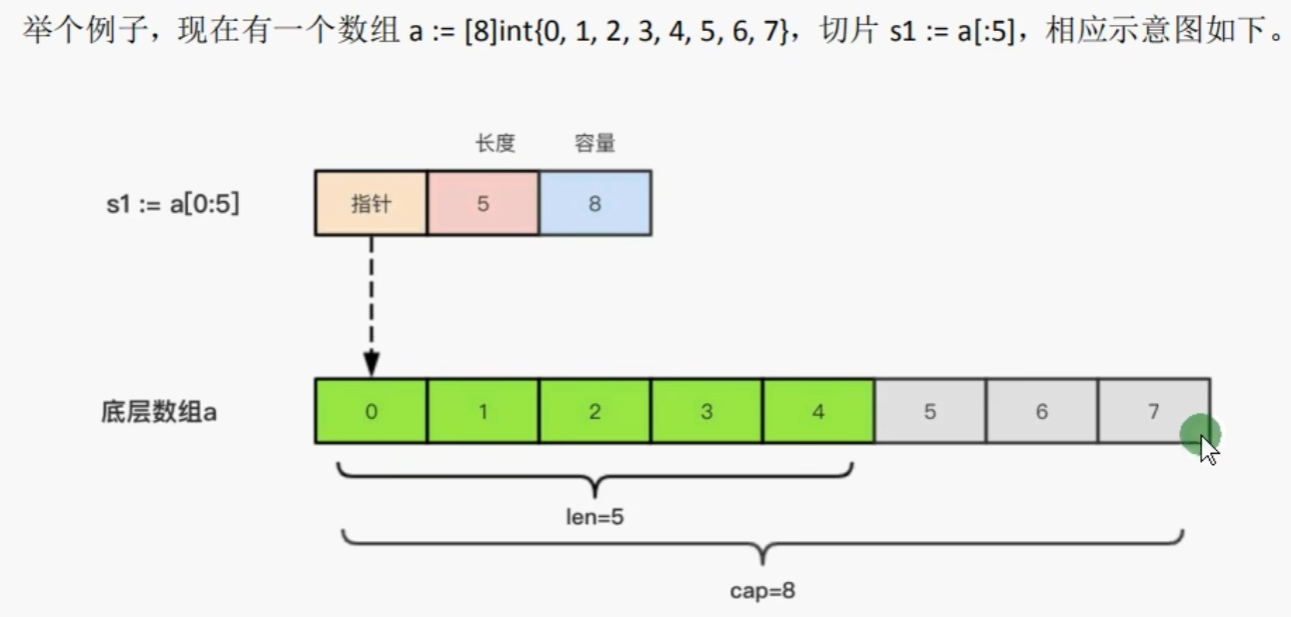 举个例子，现在有一个数组 a := [8]int{0, 1, 2, 3, 4, 5, 6, 7}，切片 s1 := a[:5]，相应示意图如下。
长度 容量
s1 := a[0:5] 指针 5 8
底层数组a 0 1 2 3 4 5 6 7
len=5
cap=8